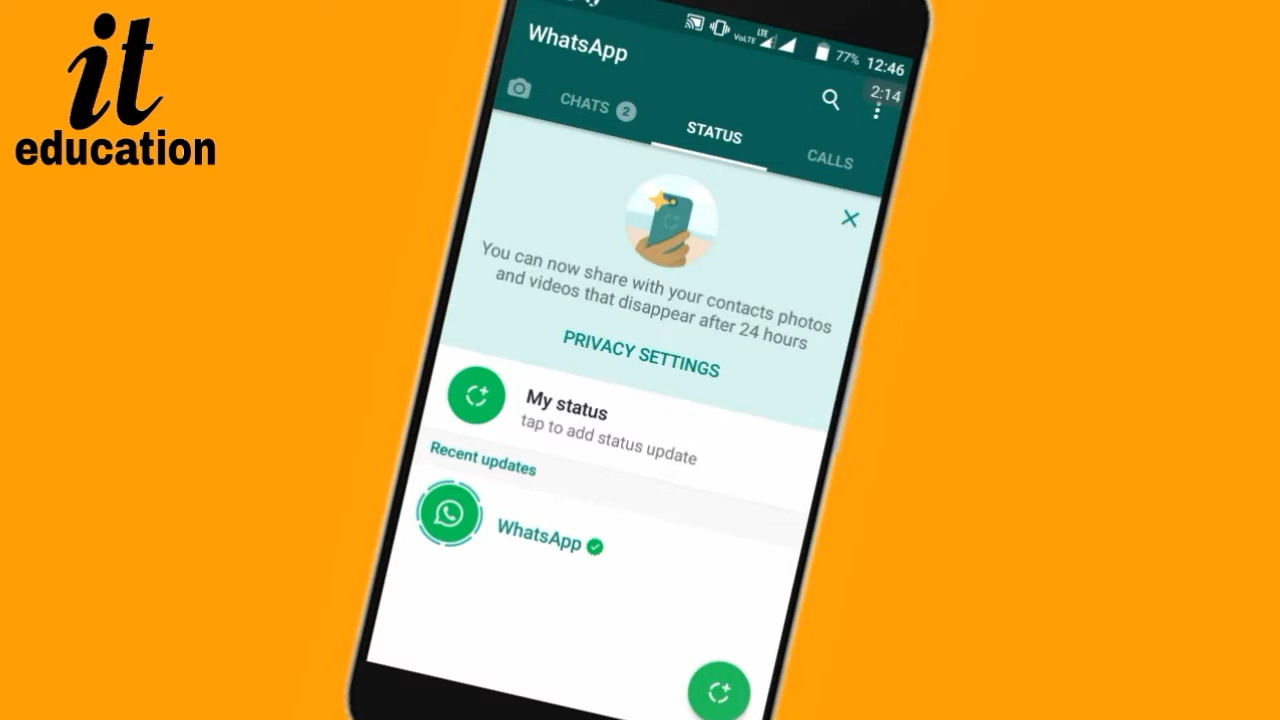 it
education
VoLTE LTE 77% 12:46
WhatsApp
2:14
CHATS 2
STATUS
CALLS
You can now share with your contacts photos
and videos that disappear after 24 hours
PRIVACY SETTINGS
My status
tap to add status update
Recent updates
WhatsApp